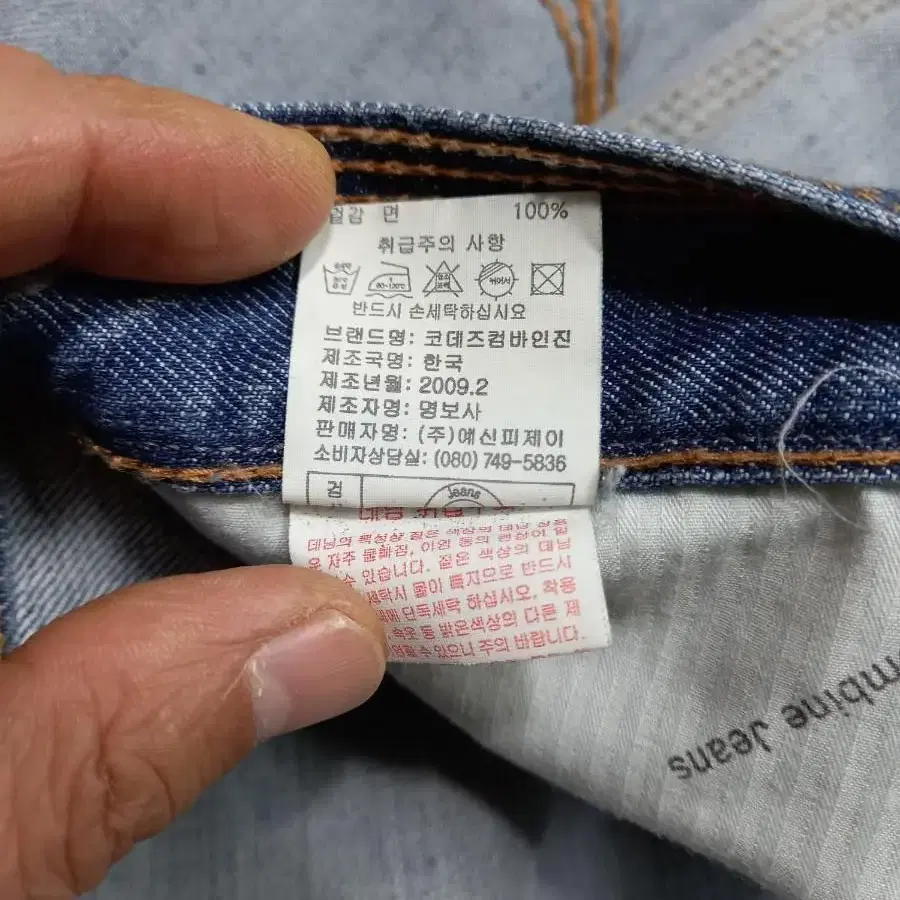 겉감 면 100%
취급주의 사항
80~120℃
반드시 손세탁하십시요
브랜드명: 코데즈컴바인진
제조국명: 한국
제조년월: 2009.2
제조자명: 명보사
판매자명: (주)예신피제이
소비자상담실: (080) 749-5836
검
Jeans
데님의 특성상 짙은 색상의 데님
자주 물빠짐, 이염 등의 현상이
수 있습니다. 짙은 색상의 데님
세탁시 물이 빠지므로 반드시
단독세탁 하십시오. 착용
속옷 등 밝은색상의 다른 제
수 있으니 주의 바랍니다.
mbine Jeans